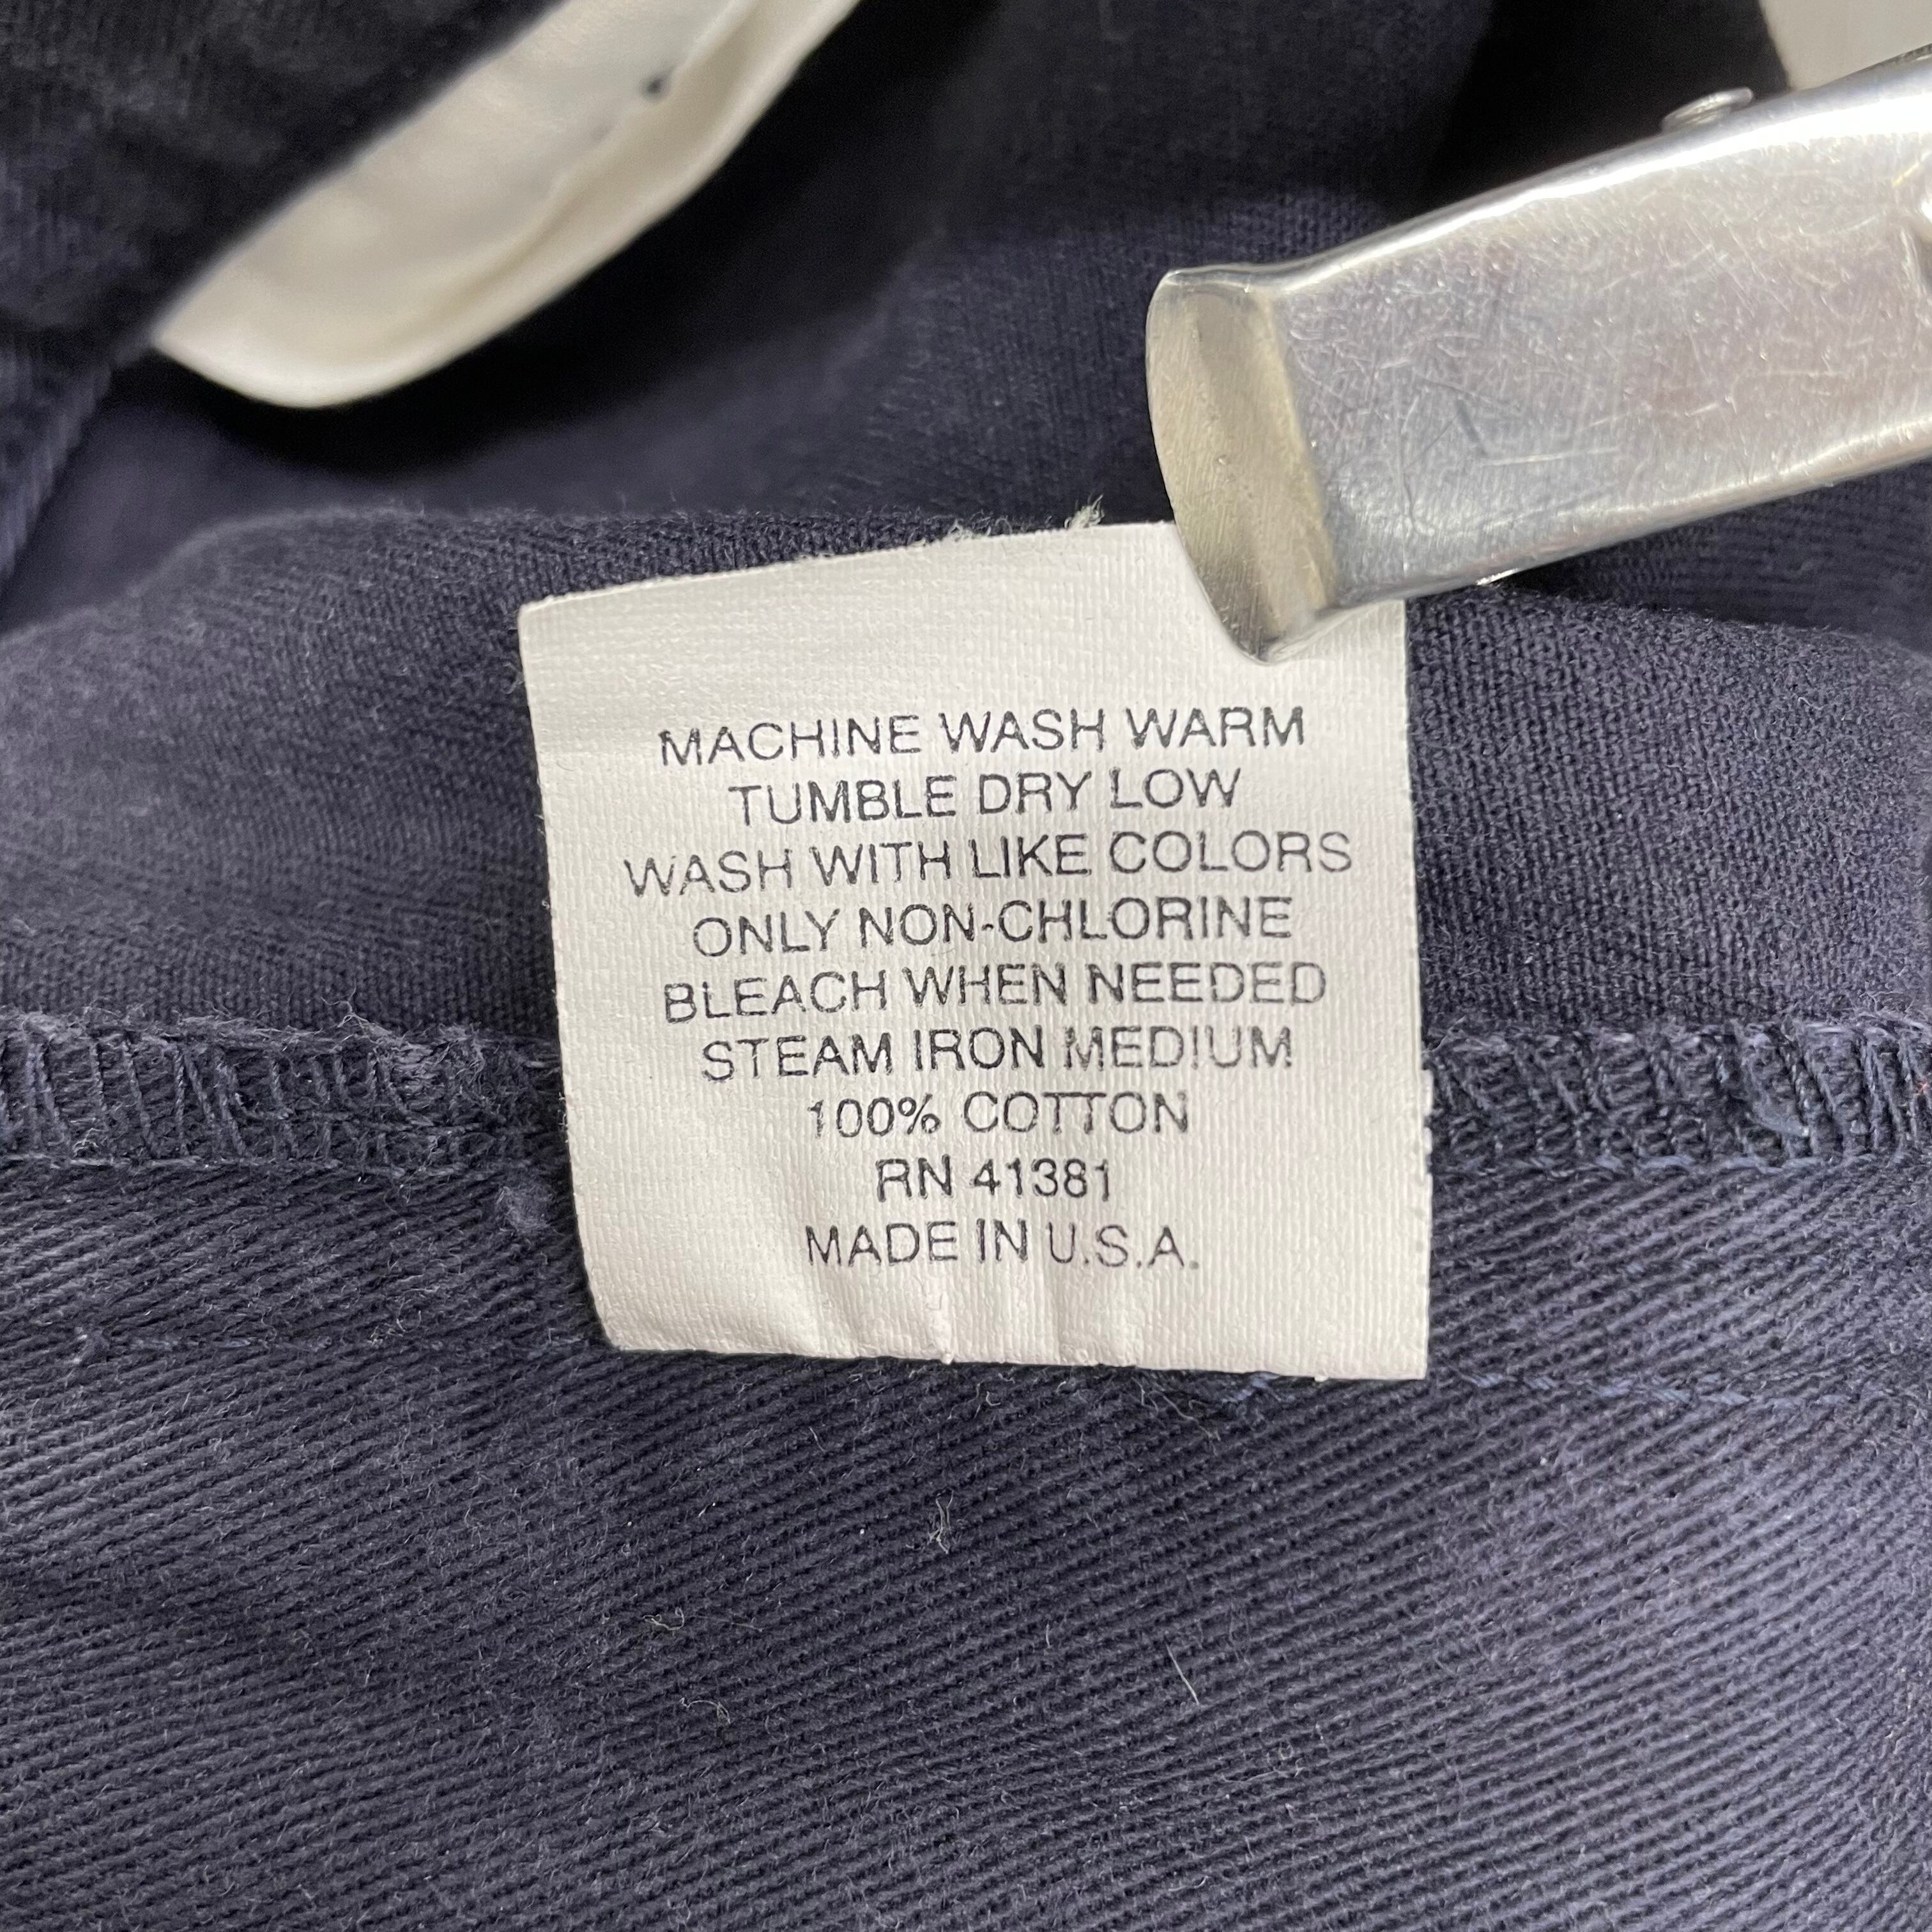 MACHINE WASH WARM
TUMBLE DRY LOW
WASH WITH LIKE COLORS
ONLY NON-CHLORINE
BLEACH WHEN NEEDED
STEAM IRON MEDIUM
100% COTTON
RN 41381
MADE IN U.S.A.